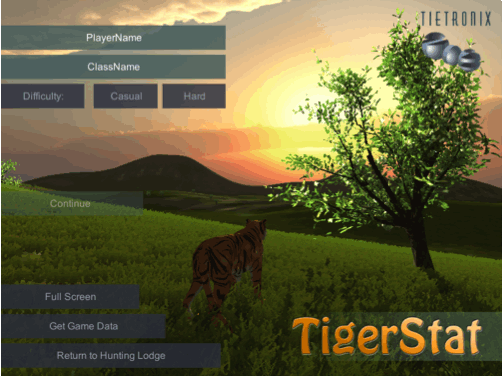 TIETRONIX
PlayerName
ClassName
Difficulty: Casual Hard
Continue
Full Screen
Get Game Data
TigerStat
Return to Hunting Lodge